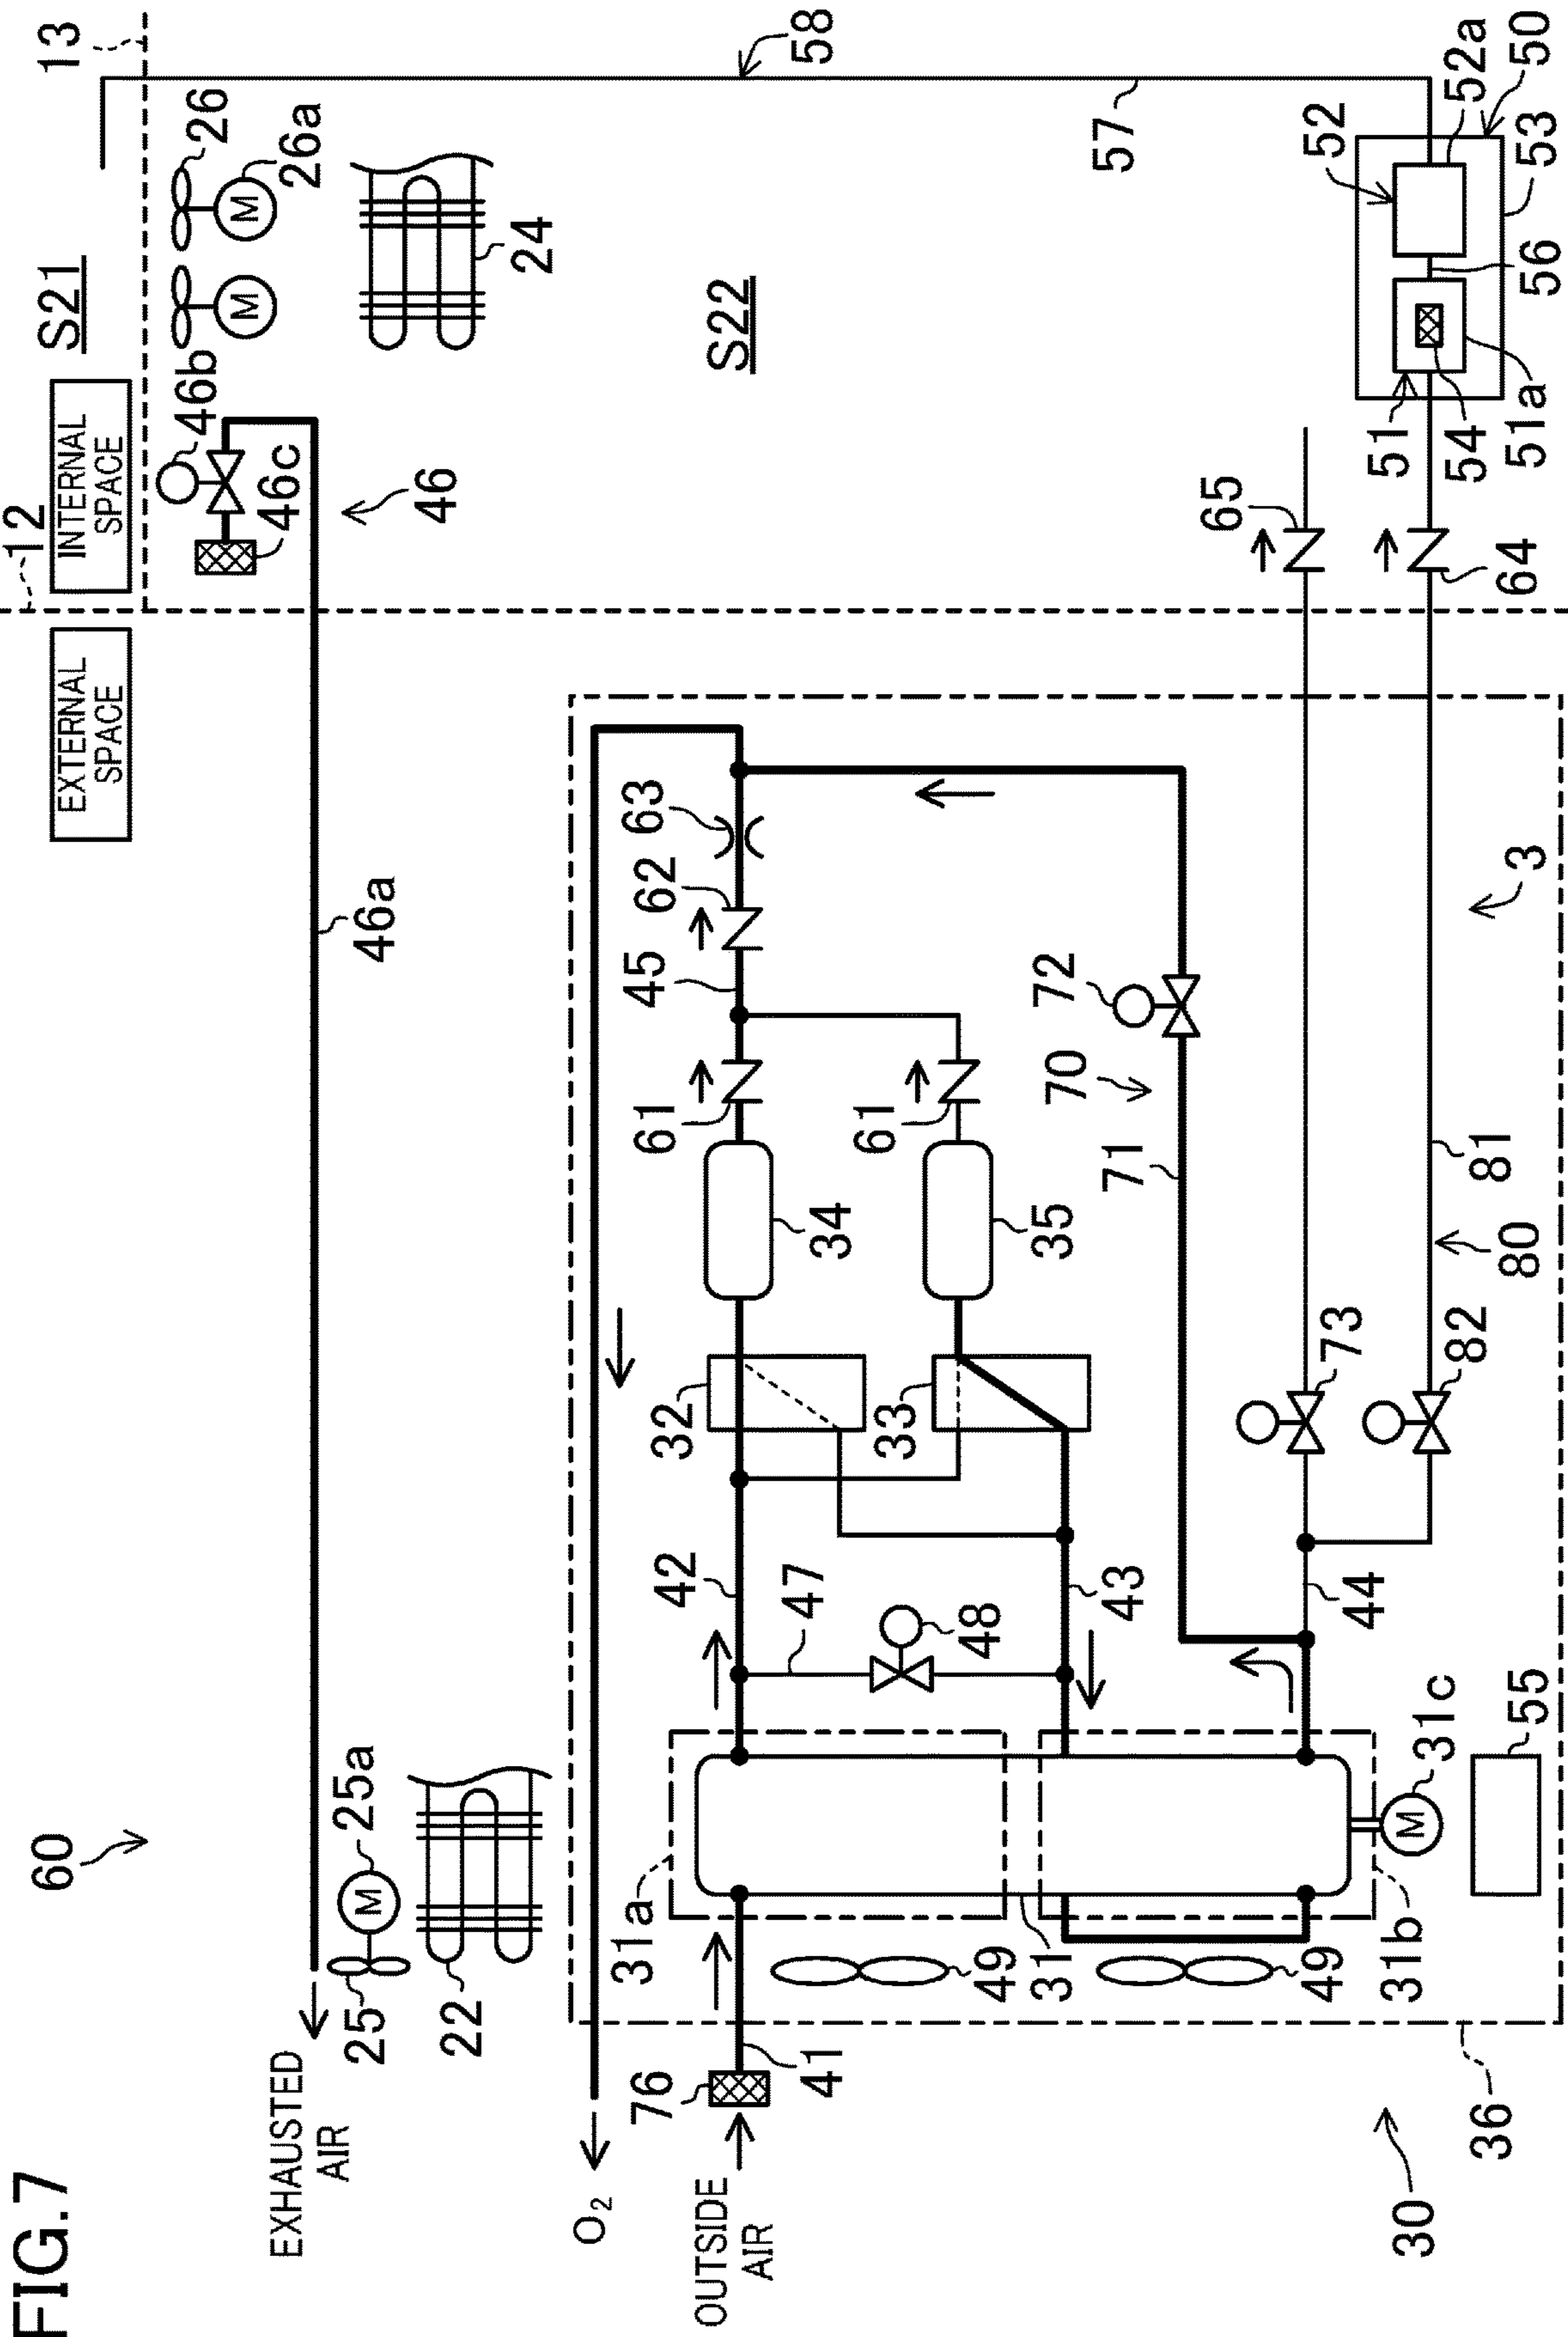 FIG.7
60
EXTERNAL
SPACE
12
INTERNAL
SPACE
S21
13
EXHAUSTED
AIR
25
25a
22
46a
46
46b
46c
26
26a
24
S22
58
57
O₂
76
OUTSIDE
AIR
41
31a
42
47
48
43
32
33
34
35
61
61
45
62
63
49
31
49
31b
31c
55
44
70
71
72
73
82
80
81
3
65
64
51
54
51a
56
52
52a
50
53
36
30
M
M
M
M